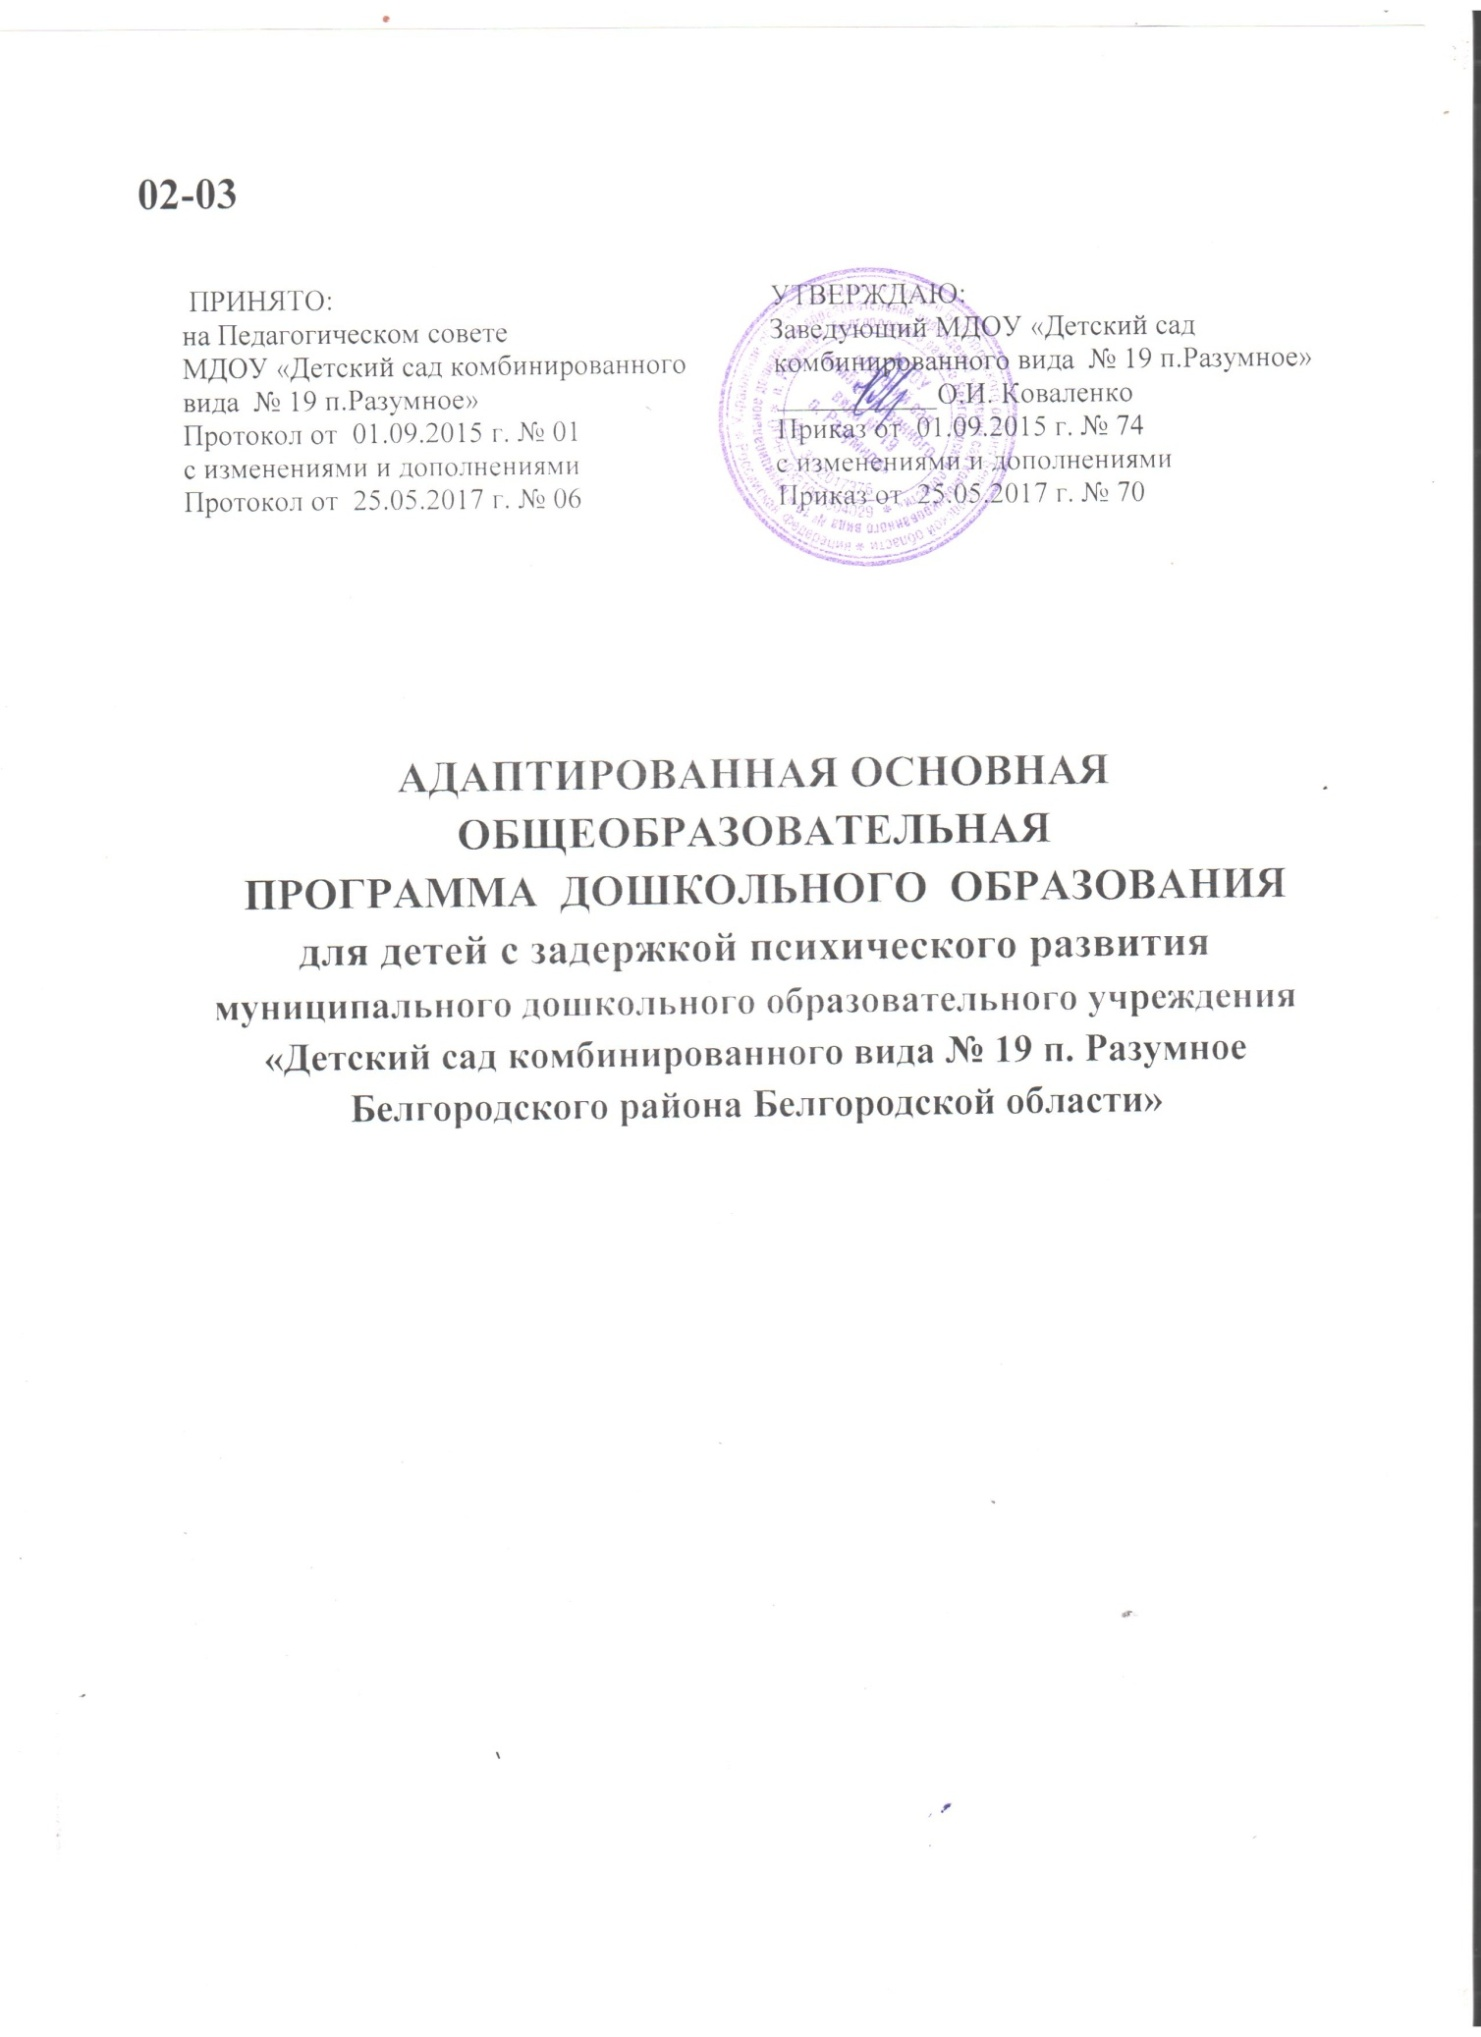 02-03
ПРИНЯТО:
на Педагогическом совете
МДОУ «Детский сад комбинированного
вида № 19 п.Разумное»
Протокол от 01.09.2015 г. № 01
с изменениями и дополнениями
Протокол от 25.05.2017 г. № 06
УТВЕРЖДАЮ:
Заведующий МДОУ «Детский сад
комбинированного вида № 19 п.Разумное»
___________О.И. Коваленко
Приказ от 01.09.2015 г. № 74
с изменениями и дополнениями
Приказ от 25.05.2017 г. № 70
АДАПТИРОВАННАЯ ОСНОВНАЯ
ОБЩЕОБРАЗОВАТЕЛЬНАЯ
ПРОГРАММА ДОШКОЛЬНОГО ОБРАЗОВАНИЯ
для детей с задержкой психического развития
муниципального дошкольного образовательного учреждения
«Детский сад комбинированного вида № 19 п. Разумное
Белгородского района Белгородской области»